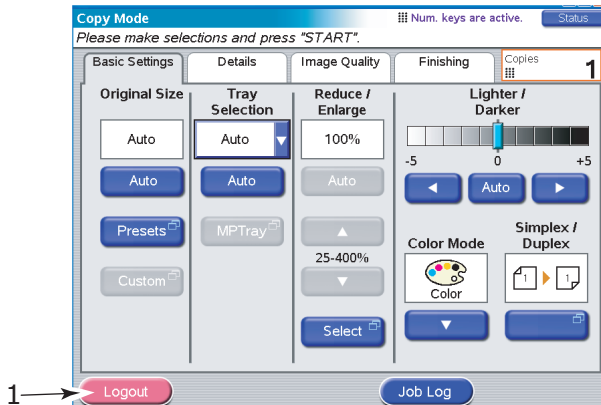 Copy Mode
Num. keys are active.
Status
Please make selections and press "START".
Basic Settings
Details
Image Quality
Finishing
Copies
1
Original Size
Tray
Selection
Reduce /
Enlarge
Lighter /
Darker
Auto
Auto
100%
-5
0
+5
Auto
Auto
Auto
Auto
Presets
MPTray
25-400%
Custom
Select
Color Mode
Simplex /
Duplex
Color
1
1
1
Logout
Job Log